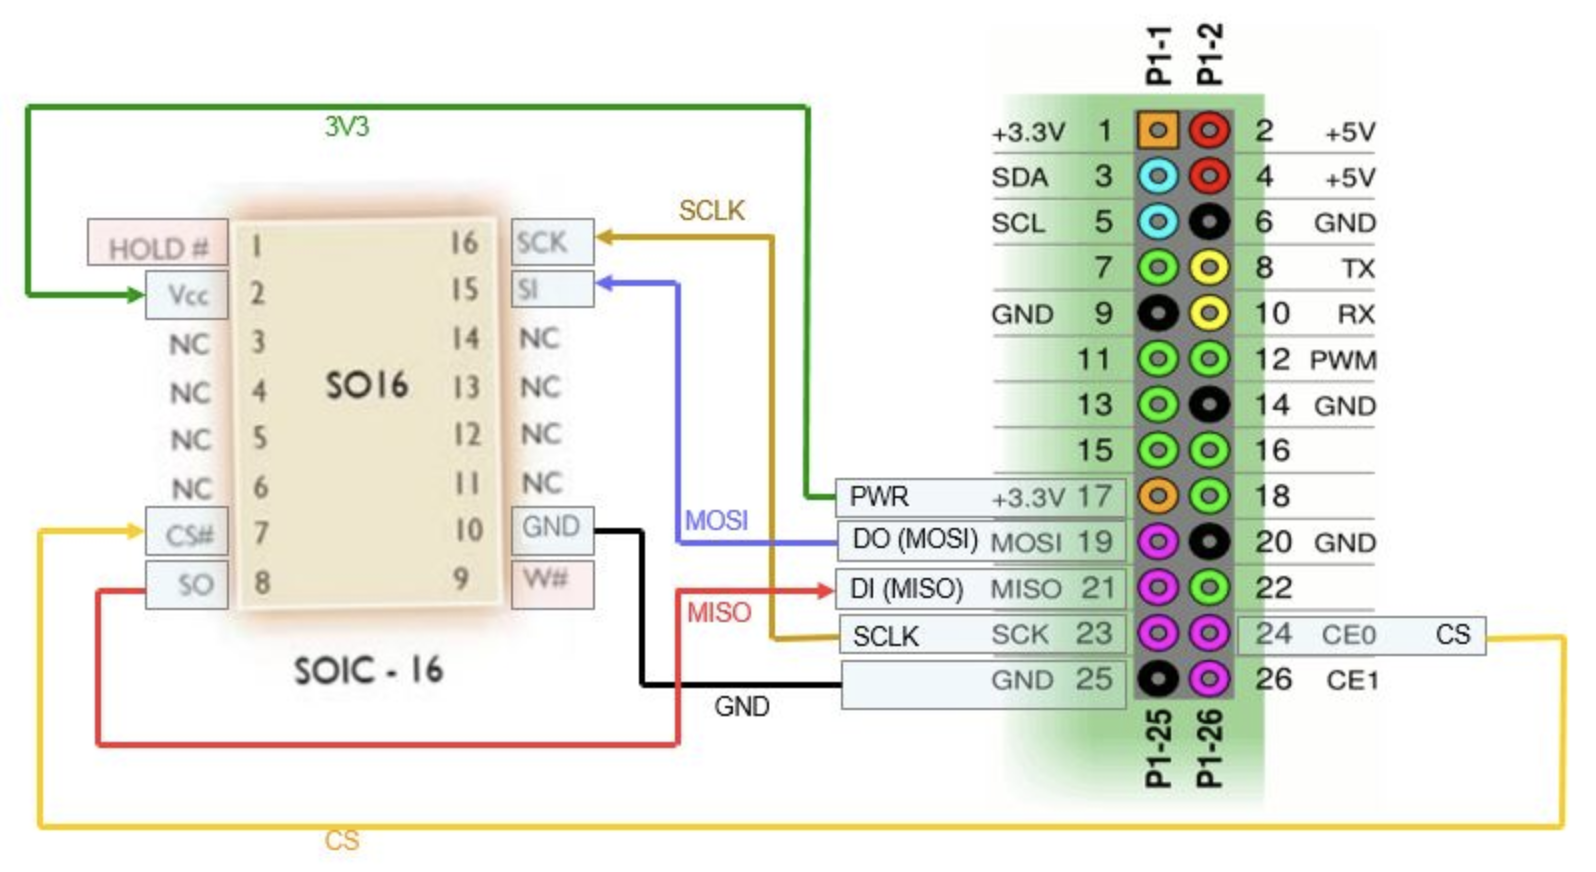 P1-1 P1-2
3V3
+3.3V 1 2 +5V
SDA 3 4 +5V
SCLK
SCL 5 6 GND
HOLD # 1 16 SCK
7 8 TX
Vcc 2 15 SI
GND 9 10 RX
NC 3 14 NC
11 12 PWM
SO16
NC 4 13 NC
13 14 GND
NC 5 12 NC
15 16
NC 6 11 NC
PWR +3.3V 17 18
CS# 7 10 GND
MOSI
DO (MOSI) MOSI 19 20 GND
SO 8 9 W#
DI (MISO) MISO 21 22
MISO
SCLK SCK 23 24 CE0 CS
SOIC - 16
GND 25 26 CE1
GND
P1-25 P1-26
CS